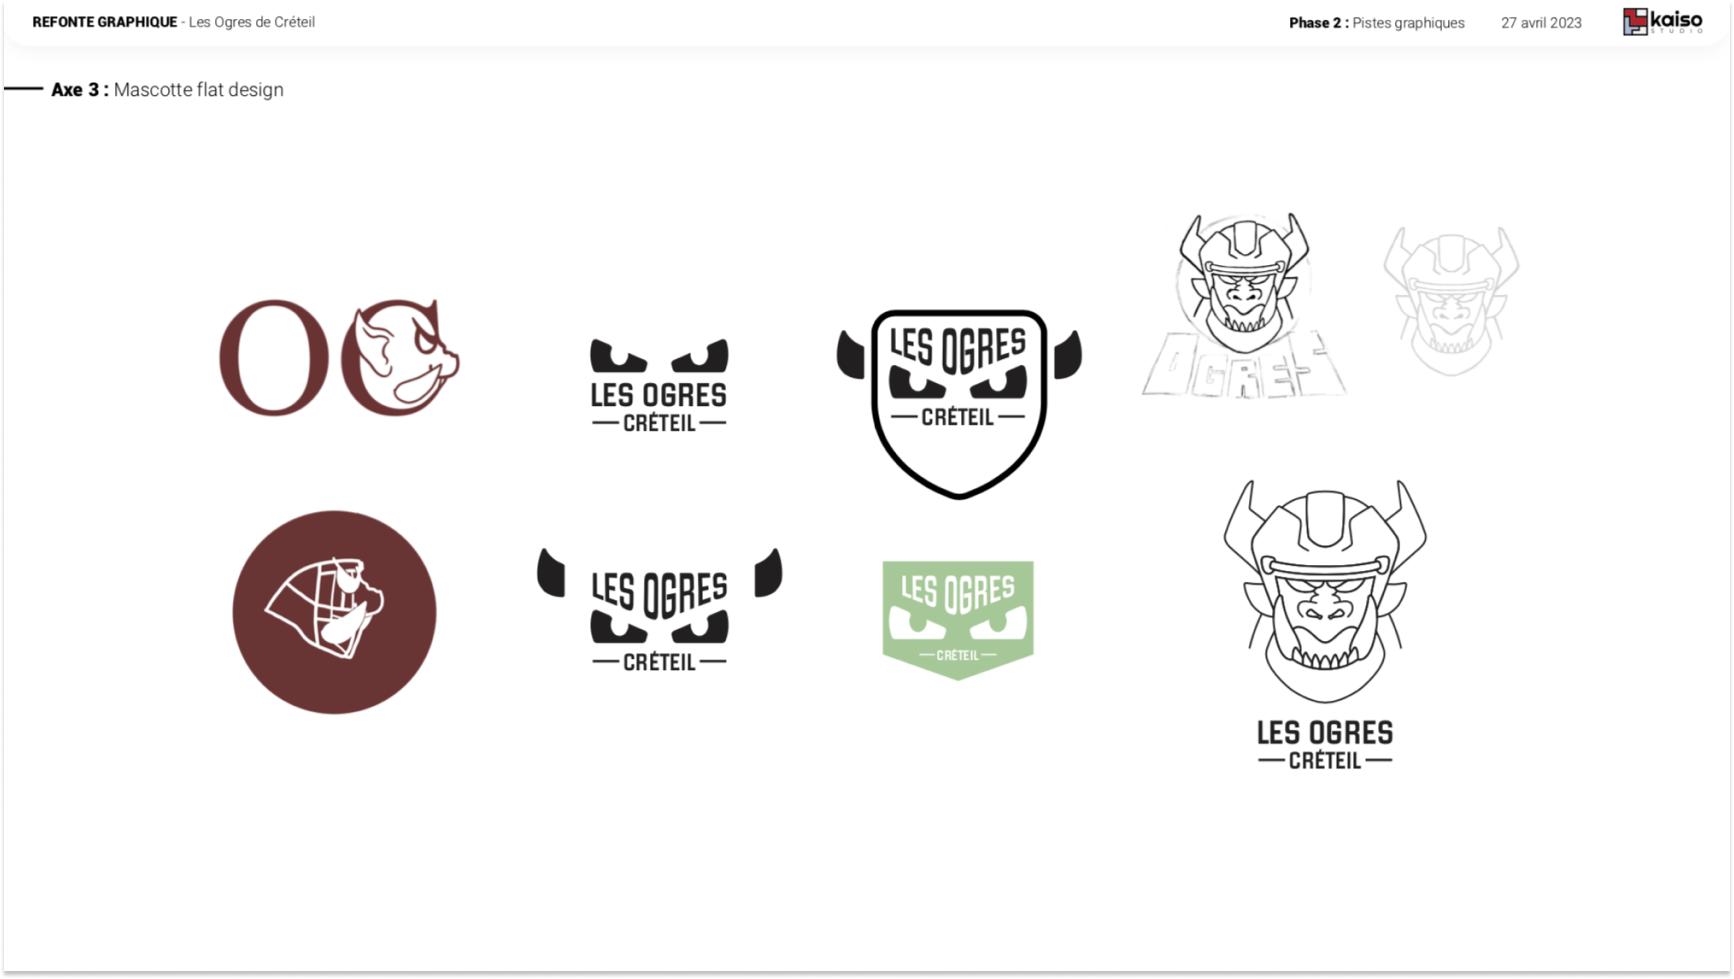 REFONTE GRAPHIQUE - Les Ogres de Créteil
Phase 2 : Pistes graphiques
27 avril 2023
kaiso
STUDIO
Axe 3 : Mascotte flat design
OC
LES OGRES
CRÉTEIL
LES OGRES
CRÉTEIL
OGRES
LES OGRES
CRÉTEIL
LES OGRES
CRÉTEIL
LES OGRES
CRÉTEIL